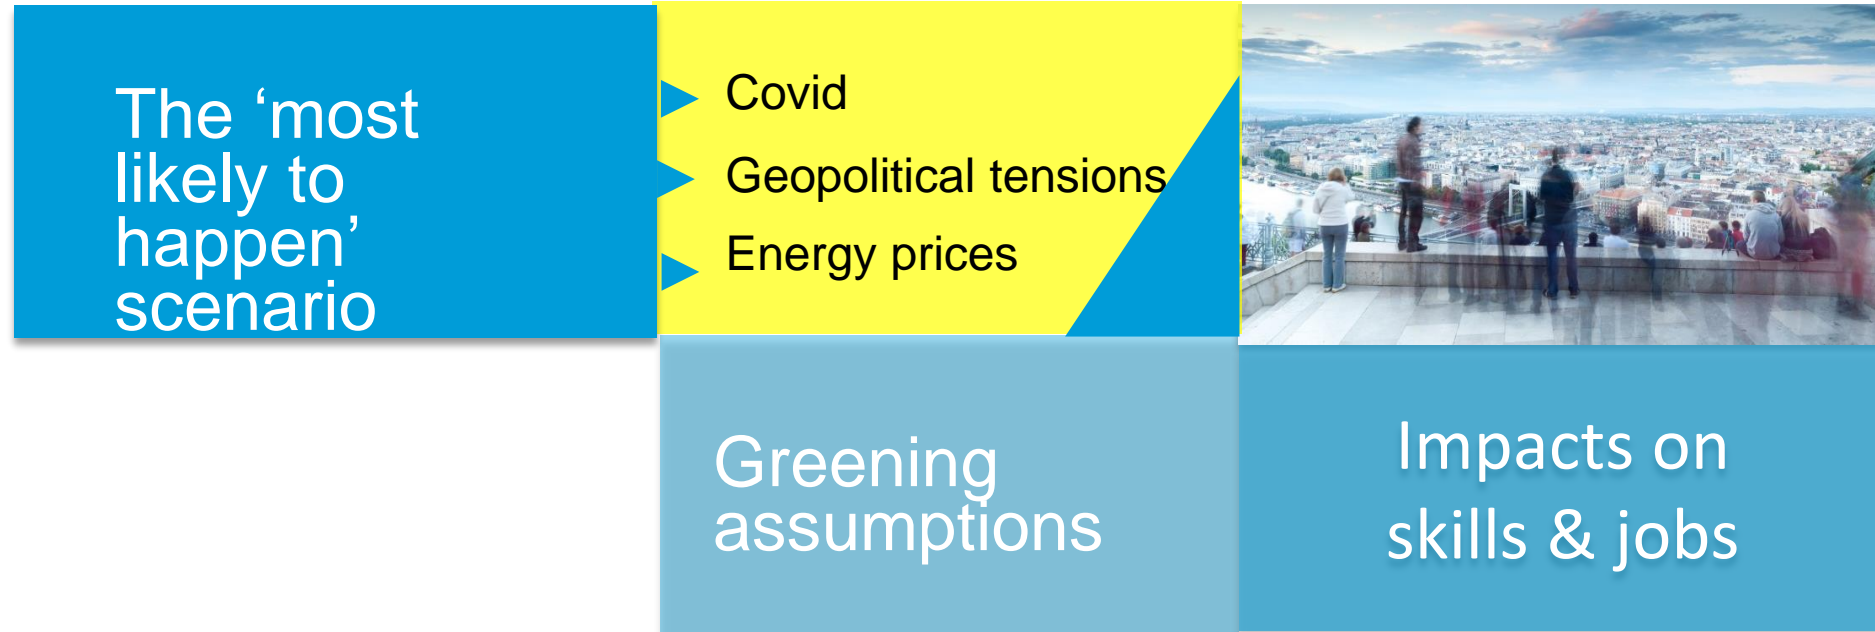 The ‘most
likely to
happen’
scenario
Covid
Geopolitical tensions
Energy prices
Greening
assumptions
Impacts on
skills & jobs